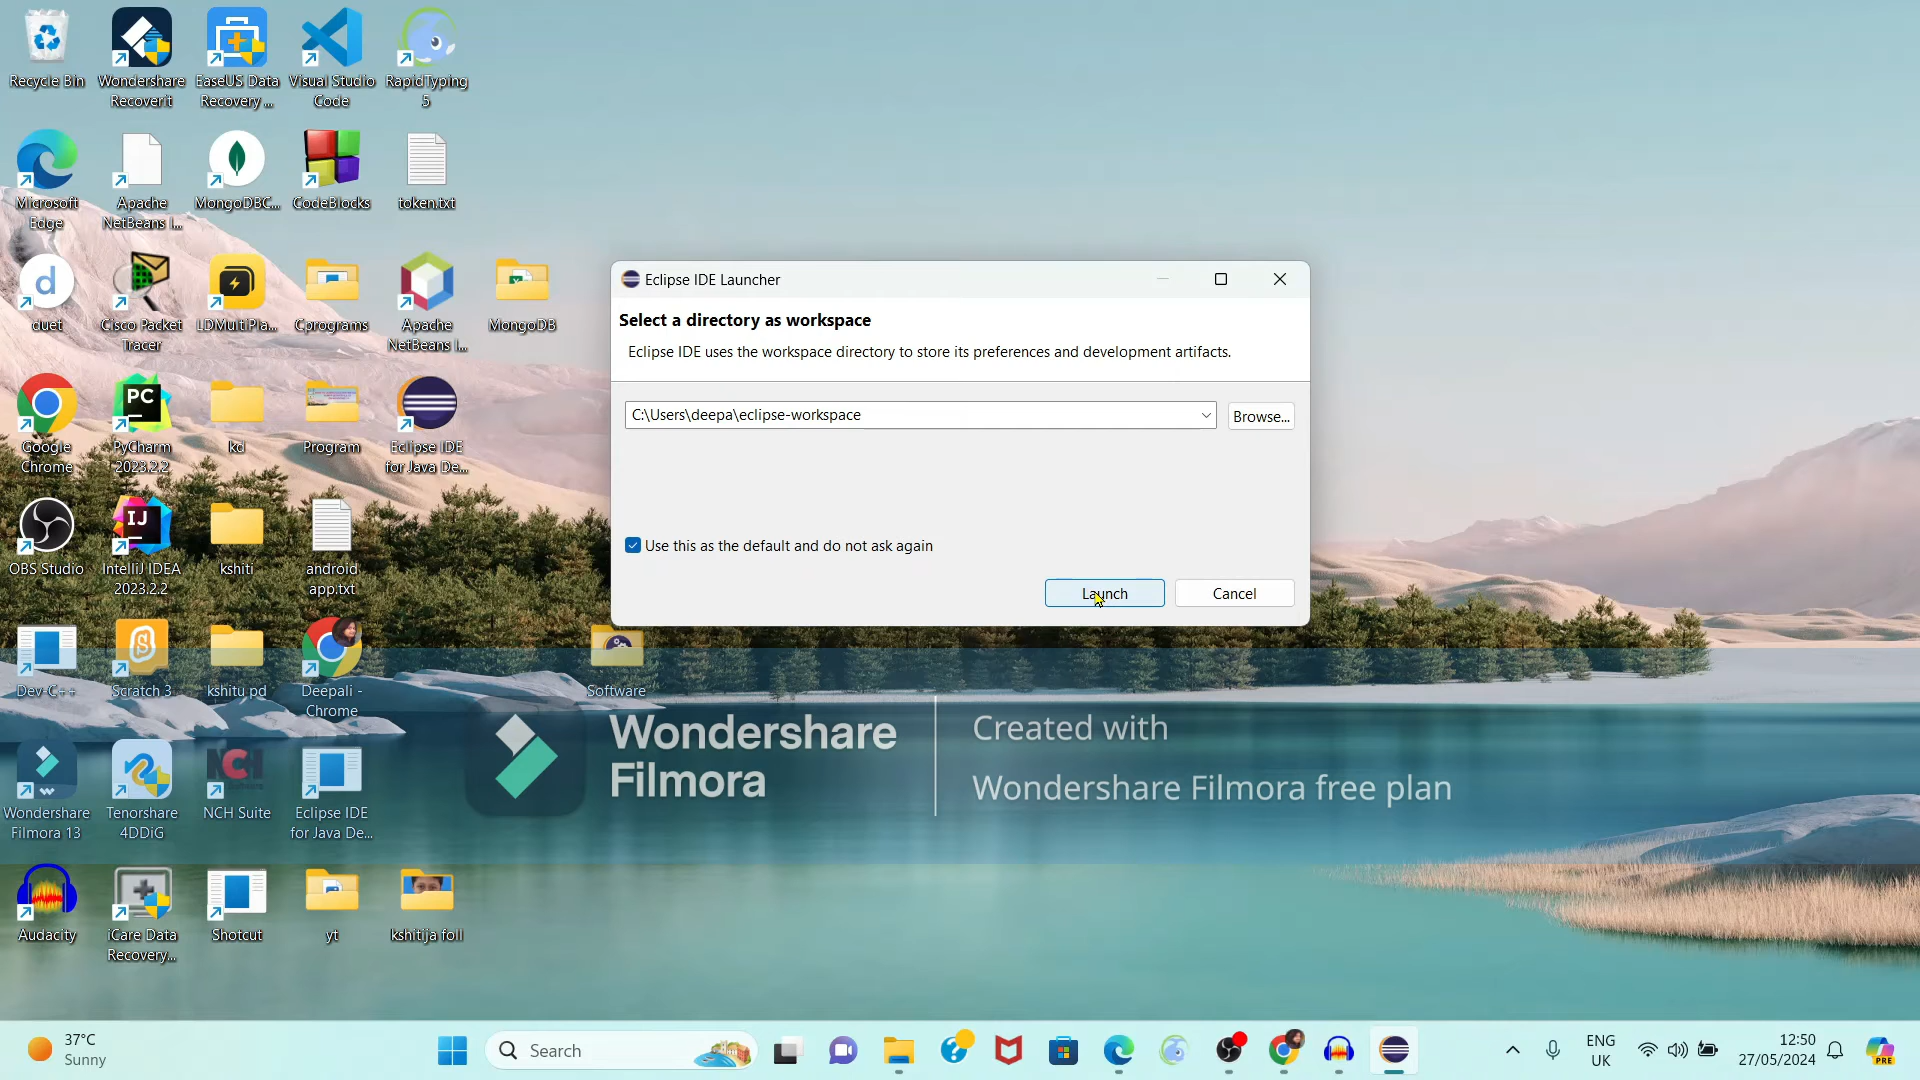 Recycle Bin
Wondershare
Recoverit
EaseUS Data
Recovery ...
Visual Studio
Code
RapidTyping
5
Microsoft
Edge
Apache
NetBeans I...
MongoDBC...
CodeBlocks
token.txt
d
duet
Cisco Packet
Tracer
LDMultiPla...
Cprograms
Apache
NetBeans I...
MongoDB
Google
Chrome
PC
PyCharm
2023.2.2
kd
Program
Eclipse IDE
for Java De...
OBS Studio
IJ
IntelliJ IDEA
2023.2.2
kshiti
android
app.txt
Dev-C++
Scratch 3
kshitu pd
Deepali -
Chrome
Software
Wondershare
Filmora 13
Tenorshare
4DDiG
NCH
NCH Suite
Eclipse IDE
for Java De...
Audacity
iCare Data
Recovery...
Shotcut
yt
kshitija foll
Eclipse IDE Launcher
Select a directory as workspace
Eclipse IDE uses the workspace directory to store its preferences and development artifacts.
C:\Users\deepa\eclipse-workspace
Browse...
Use this as the default and do not ask again
Launch
Cancel
Wondershare
Filmora
Created with
Wondershare Filmora free plan
37°C
Sunny
Search
ENG
UK
12:50
27/05/2024
PRE